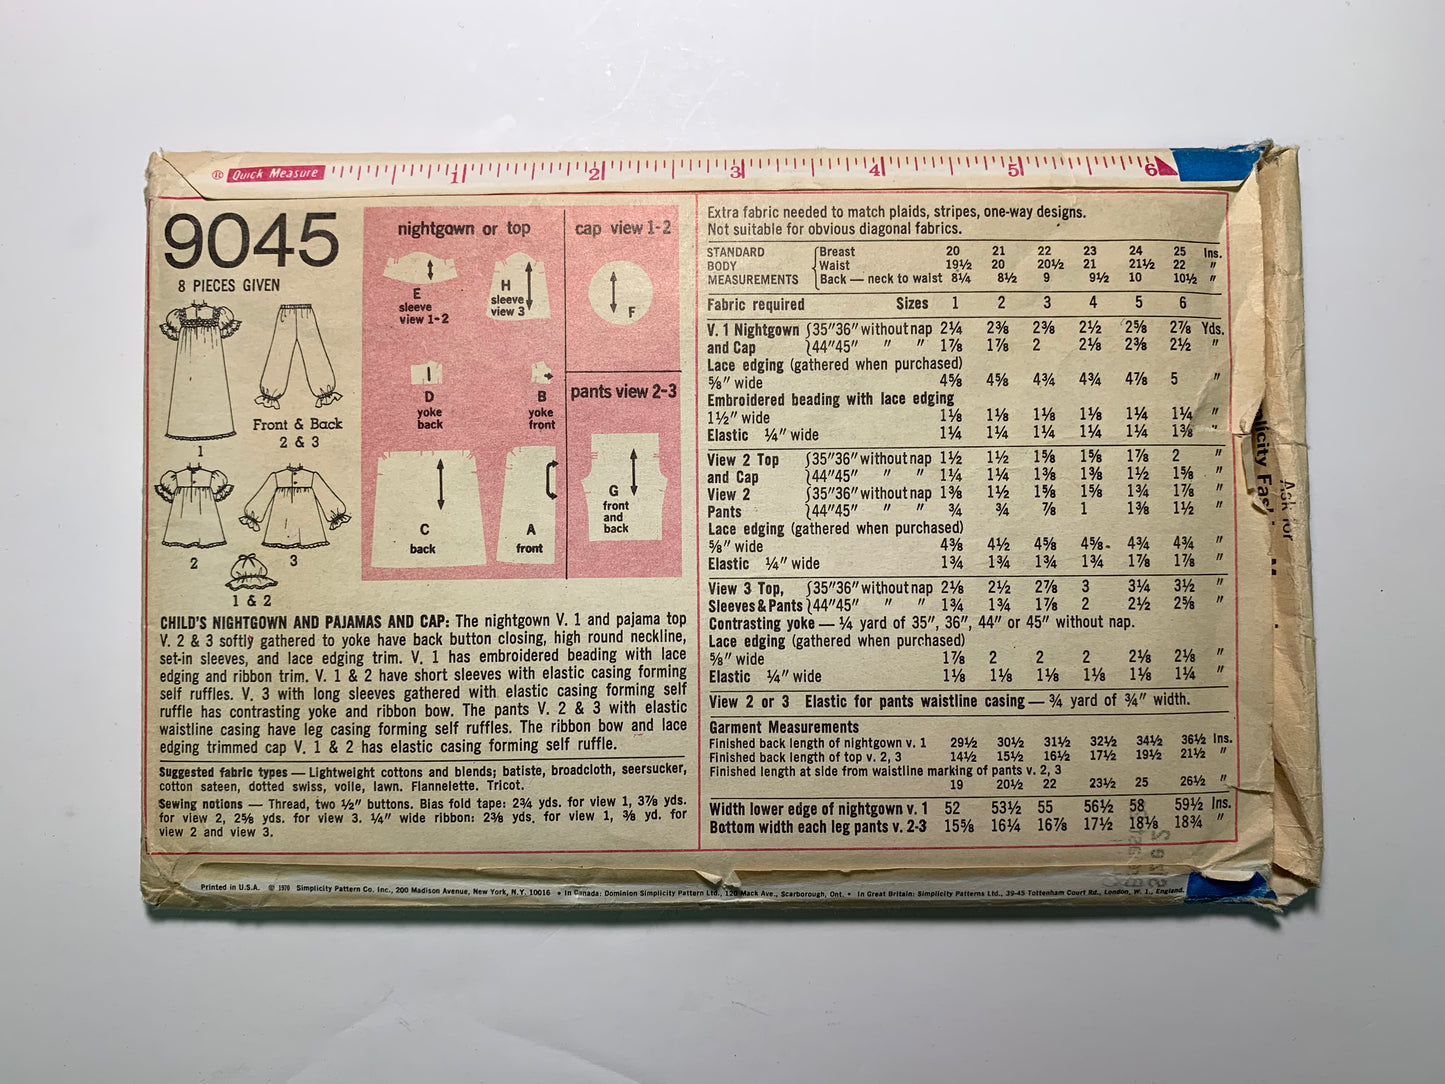 ® Quick Measure 1 2 3 4 5 6
9045
8 PIECES GIVEN
1
Front & Back
2 & 3
2
3
1 & 2
nightgown or top
E
sleeve
view 1-2
H
sleeve
view 3
D
yoke
back
B
yoke
front
C
back
A
front
cap view 1-2
F
pants view 2-3
G
front
and
back
CHILD'S NIGHTGOWN AND PAJAMAS AND CAP: The nightgown V. 1 and pajama top
V. 2 & 3 softly gathered to yoke have back button closing, high round neckline,
set-in sleeves, and lace edging trim. V. 1 has embroidered beading with lace
edging and ribbon trim. V. 1 & 2 have short sleeves with elastic casing forming
self ruffles. V. 3 with long sleeves gathered with elastic casing forming self
ruffle has contrasting yoke and ribbon bow. The pants V. 2 & 3 with elastic
waistline casing have leg casing forming self ruffles. The ribbon bow and lace
edging trimmed cap V. 1 & 2 has elastic casing forming self ruffle.
Suggested fabric types — Lightweight cottons and blends; batiste, broadcloth, seersucker,
cotton sateen, dotted swiss, voile, lawn. Flannelette. Tricot.
Sewing notions — Thread, two ½" buttons. Bias fold tape: 2¾ yds. for view 1, 3⅞ yds.
for view 2, 2⅝ yds. for view 3. ¼" wide ribbon: 2⅜ yds. for view 1, ⅜ yd. for
view 2 and view 3.
Extra fabric needed to match plaids, stripes, one-way designs.
Not suitable for obvious diagonal fabrics.
STANDARD Breast 20 21 22 23 24 25 Ins.
BODY Waist 19½ 20 20½ 21 21½ 22 "
MEASUREMENTS Back — neck to waist 8¼ 8½ 9 9½ 10 10½ "
Fabric required Sizes 1 2 3 4 5 6
V. 1 Nightgown 35"36" without nap 2¼ 2⅜ 2⅜ 2½ 2⅝ 2⅞ Yds.
and Cap 44"45" " " 1⅞ 1⅞ 2 2⅛ 2⅜ 2½ "
Lace edging (gathered when purchased)
⅝" wide 4⅝ 4⅝ 4¾ 4¾ 4⅞ 5 "
Embroidered beading with lace edging
1½" wide 1⅛ 1⅛ 1⅛ 1⅛ 1¼ 1¼ "
Elastic ¼" wide 1¼ 1¼ 1¼ 1¼ 1¼ 1⅜ "
View 2 Top 35"36" without nap 1½ 1½ 1⅝ 1⅝ 1⅞ 2 "
and Cap 44"45" " " 1¼ 1¼ 1⅜ 1⅜ 1½ 1⅝ "
View 2 35"36" without nap 1⅜ 1½ 1⅝ 1⅝ 1¾ 1⅞ "
Pants 44"45" " " ¾ ¾ ⅞ 1 1⅜ 1½ "
Lace edging (gathered when purchased)
⅝" wide 4⅜ 4½ 4⅝ 4⅝ 4¾ 4¾ "
Elastic ¼" wide 1¾ 1¾ 1¾ 1¾ 1⅞ 1⅞ "
View 3 Top, 35"36" without nap 2⅛ 2½ 2⅞ 3 3¼ 3½ "
Sleeves & Pants 44"45" " " 1¾ 1¾ 1⅞ 2 2½ 2⅝ "
Contrasting yoke — ¼ yard of 35", 36", 44" or 45" without nap.
Lace edging (gathered when purchased)
⅝" wide 1⅞ 2 2 2 2⅛ 2⅛ "
Elastic ¼" wide 1⅛ 1⅛ 1⅛ 1⅛ 1⅛ 1¼ "
View 2 or 3 Elastic for pants waistline casing — ¾ yard of ¾" width.
Garment Measurements
Finished back length of nightgown v. 1 29½ 30½ 31½ 32½ 34½ 36½ Ins.
Finished back length of top v. 2, 3 14½ 15½ 16½ 17½ 19½ 21½ "
Finished length at side from waistline marking of pants v. 2, 3
19 20½ 22 23½ 25 26½ "
Width lower edge of nightgown v. 1 52 53½ 55 56½ 58 59½ Ins.
Bottom width each leg pants v. 2-3 15⅝ 16¼ 16⅞ 17½ 18⅛ 18¾ "
Printed in U.S.A. © 1970 Simplicity Pattern Co. Inc., 200 Madison Avenue, New York, N.Y. 10016 • In Canada: Dominion Simplicity Pattern Ltd., 120 Mack Ave., Scarborough, Ont. • In Great Britain: Simplicity Patterns Ltd., 39-45 Tottenham Court Rd., London, W. 1., England.
Ask for